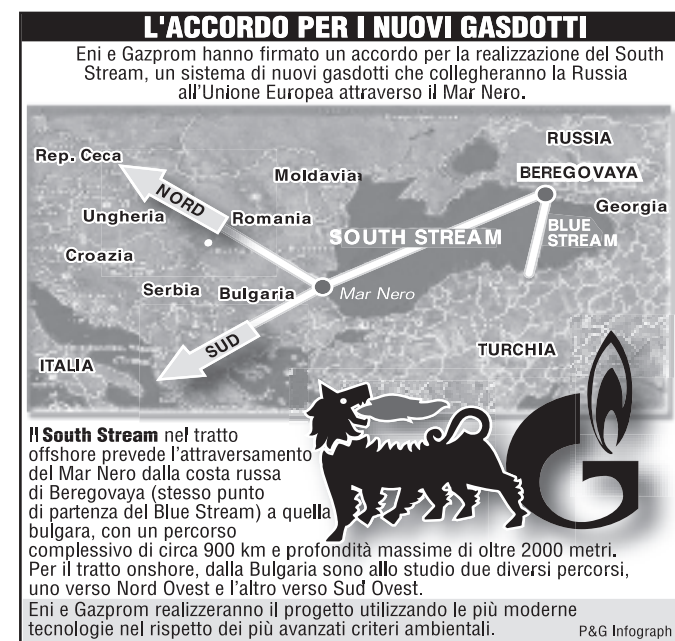 L'ACCORDO PER I NUOVI GASDOTTI
Eni e Gazprom hanno firmato un accordo per la realizzazione del South
Stream, un sistema di nuovi gasdotti che collegheranno la Russia
all'Unione Europea attraverso il Mar Nero.
RUSSIA
Rep. Ceca
Moldavia
BEREGOVAYA
NORD
Georgia
Ungheria
Romania
BLUE
STREAM
SOUTH STREAM
Croazia
Serbia
Bulgaria
Mar Nero
SUD
TURCHIA
ITALIA
Il South Stream nel tratto
offshore prevede l'attraversamento
del Mar Nero dalla costa russa
di Beregovaya (stesso punto
di partenza del Blue Stream) a quella
bulgara, con un percorso
complessivo di circa 900 km e profondità massime di oltre 2000 metri.
Per il tratto onshore, dalla Bulgaria sono allo studio due diversi percorsi,
uno verso Nord Ovest e l'altro verso Sud Ovest.
Eni e Gazprom realizzeranno il progetto utilizzando le più moderne
tecnologie nel rispetto dei più avanzati criteri ambientali.
P&G Infograph